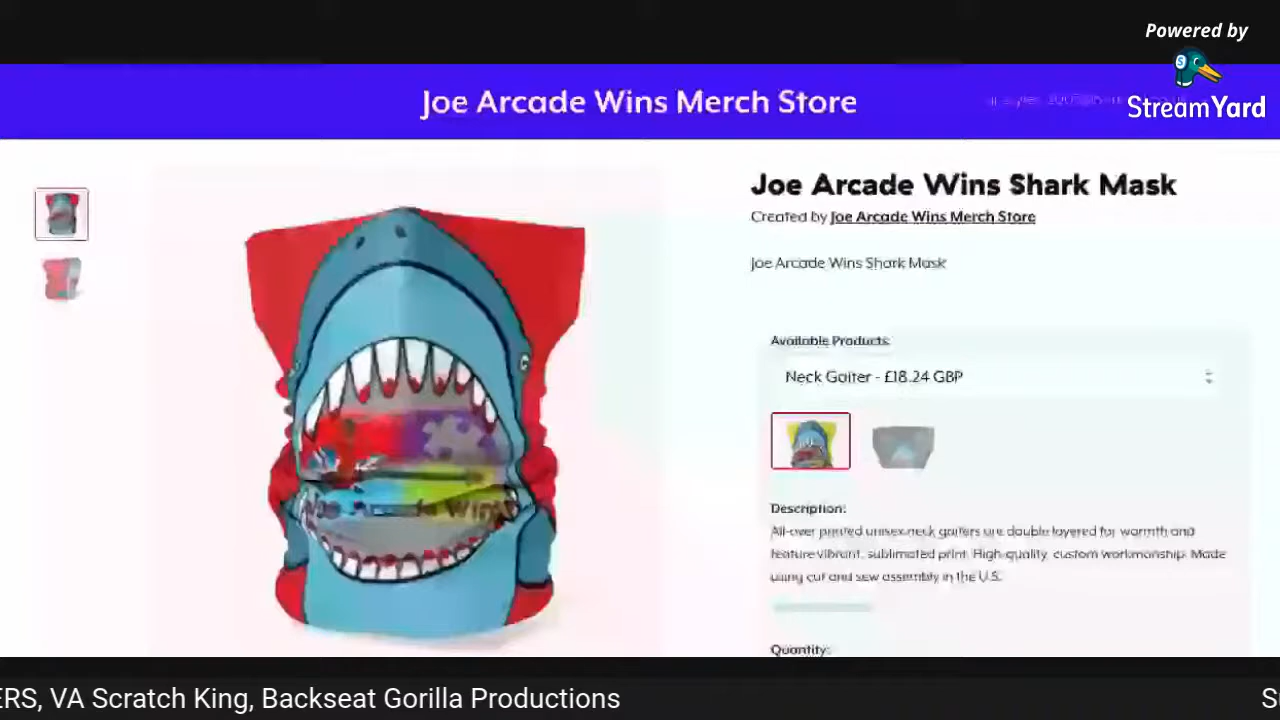 Powered by
StreamYard
Joe Arcade Wins Merch Store
Joe Arcade Wins Shark Mask
Created by Joe Arcade Wins Merch Store
Joe Arcade Wins Shark Mask
Available Products:
Neck Gaiter - £18.24 GBP
Joe Arcade Wins
Description:
All-over printed unisex neck gaiters are double layered for warmth and
feature vibrant, sublimated print. High-quality, custom workmanship. Made
using cut and sew assembly in the U.S.
Quantity:
ERS, VA Scratch King, Backseat Gorilla Productions